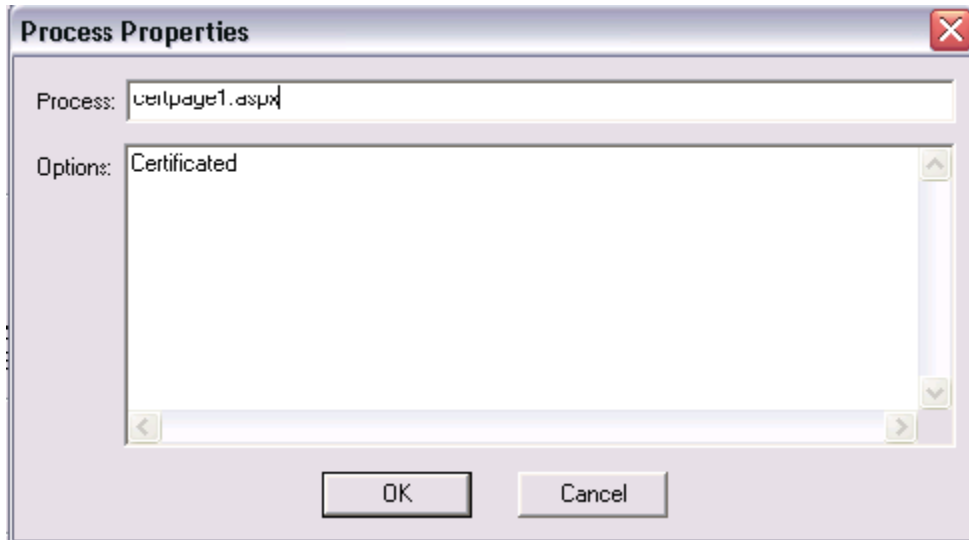 Process Properties
Process: certpage1.aspx
Options: Certificated
OK Cancel